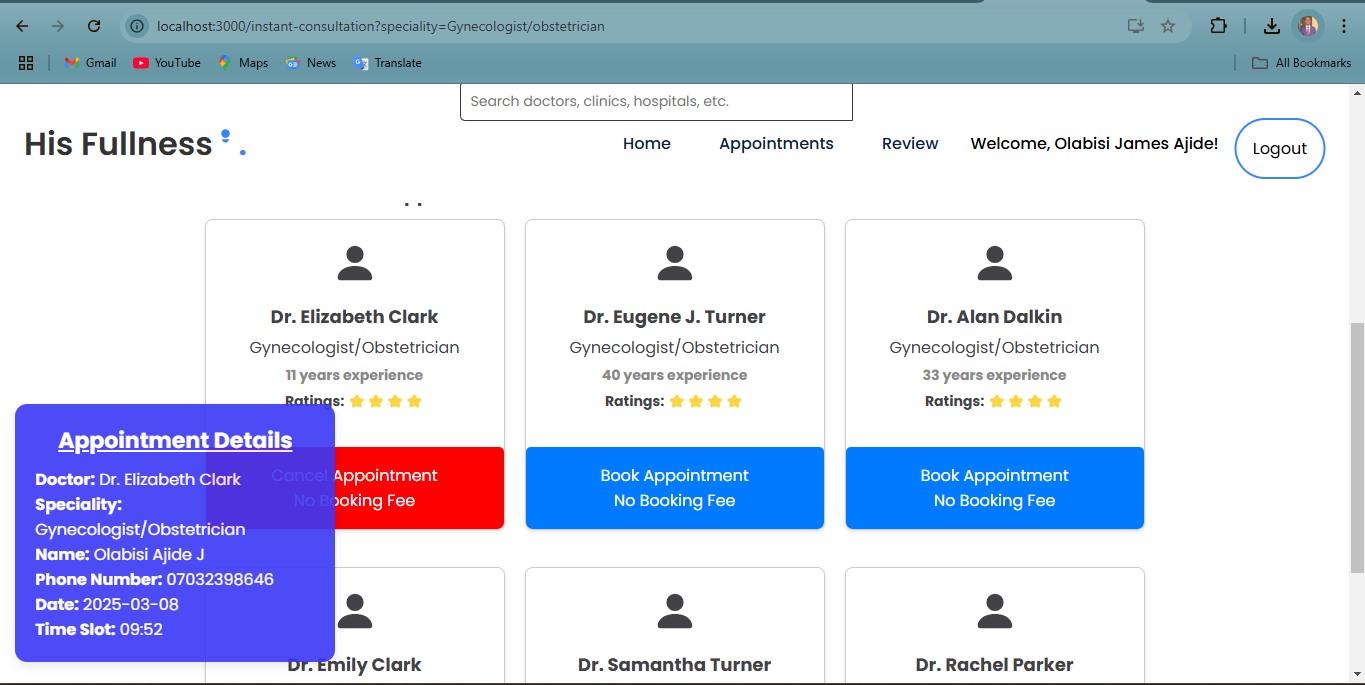 localhost:3000/instant-consultation?speciality=Gynecologist/obstetrician
Gmail YouTube Maps News Translate All Bookmarks
Search doctors, clinics, hospitals, etc.
His Fullness
Home Appointments Review Welcome, Olabisi James Ajide! Logout
Dr. Elizabeth Clark
Gynecologist/Obstetrician
11 years experience
Ratings:
Cancel Appointment
No Booking Fee
Dr. Eugene J. Turner
Gynecologist/Obstetrician
40 years experience
Ratings:
Book Appointment
No Booking Fee
Dr. Alan Dalkin
Gynecologist/Obstetrician
33 years experience
Ratings:
Book Appointment
No Booking Fee
Appointment Details
Doctor: Dr. Elizabeth Clark
Speciality:
Gynecologist/Obstetrician
Name: Olabisi Ajide J
Phone Number: 07032398646
Date: 2025-03-08
Time Slot: 09:52
Dr. Emily Clark
Dr. Samantha Turner
Dr. Rachel Parker